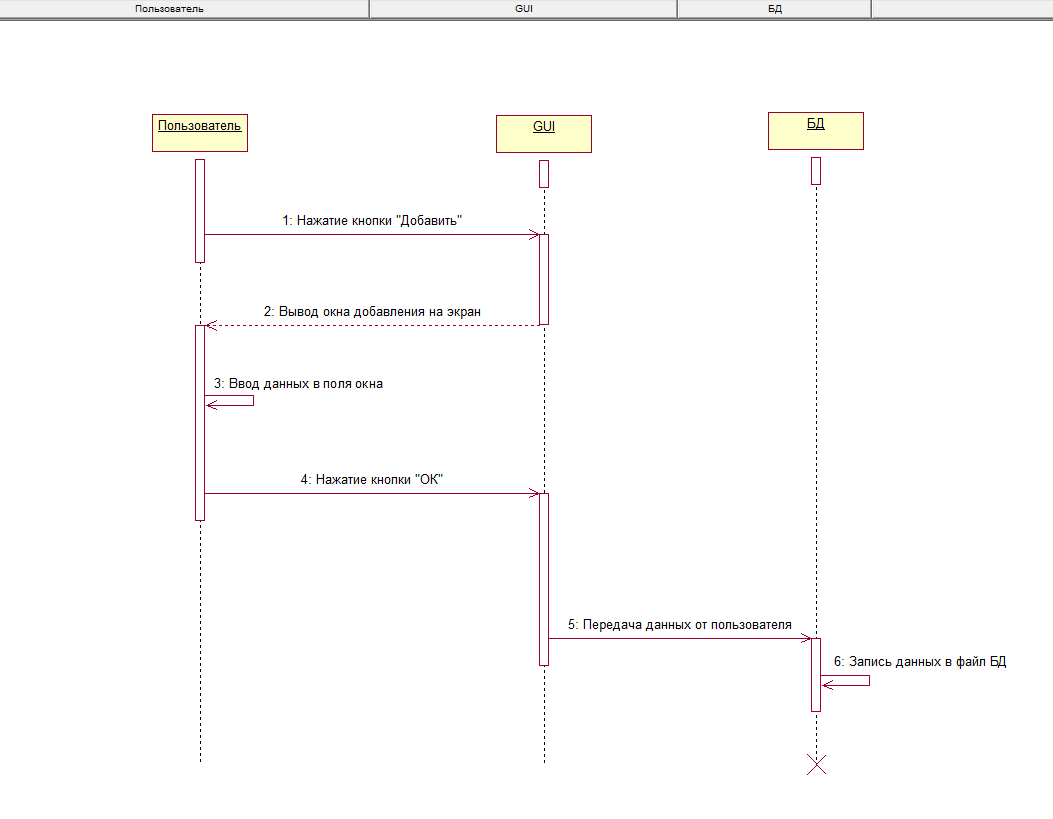 Пользователь
GUI
БД
Пользователь
GUI
БД
1: Нажатие кнопки "Добавить"
2: Вывод окна добавления на экран
3: Ввод данных в поля окна
4: Нажатие кнопки "ОК"
5: Передача данных от пользователя
6: Запись данных в файл БД